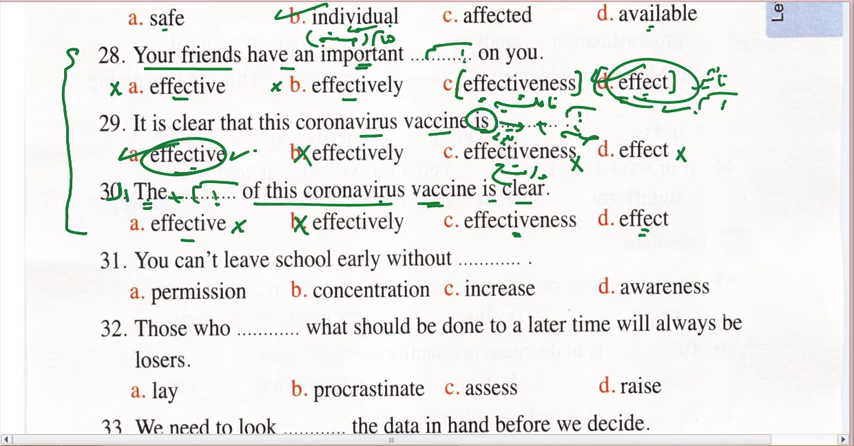 a. safe b. individual c. affected d. available
28. Your friends have an important ............ on you.
a. effective b. effectively c. effectiveness d. effect
29. It is clear that this coronavirus vaccine is ............ .
a. effective b. effectively c. effectiveness d. effect
30. The ............ of this coronavirus vaccine is clear.
a. effective b. effectively c. effectiveness d. effect
31. You can't leave school early without ............ .
a. permission b. concentration c. increase d. awareness
32. Those who ........... what should be done to a later time will always be
losers.
a. lay b. procrastinate c. assess d. raise
33. We need to look ............ the data in hand before we decide.
Le